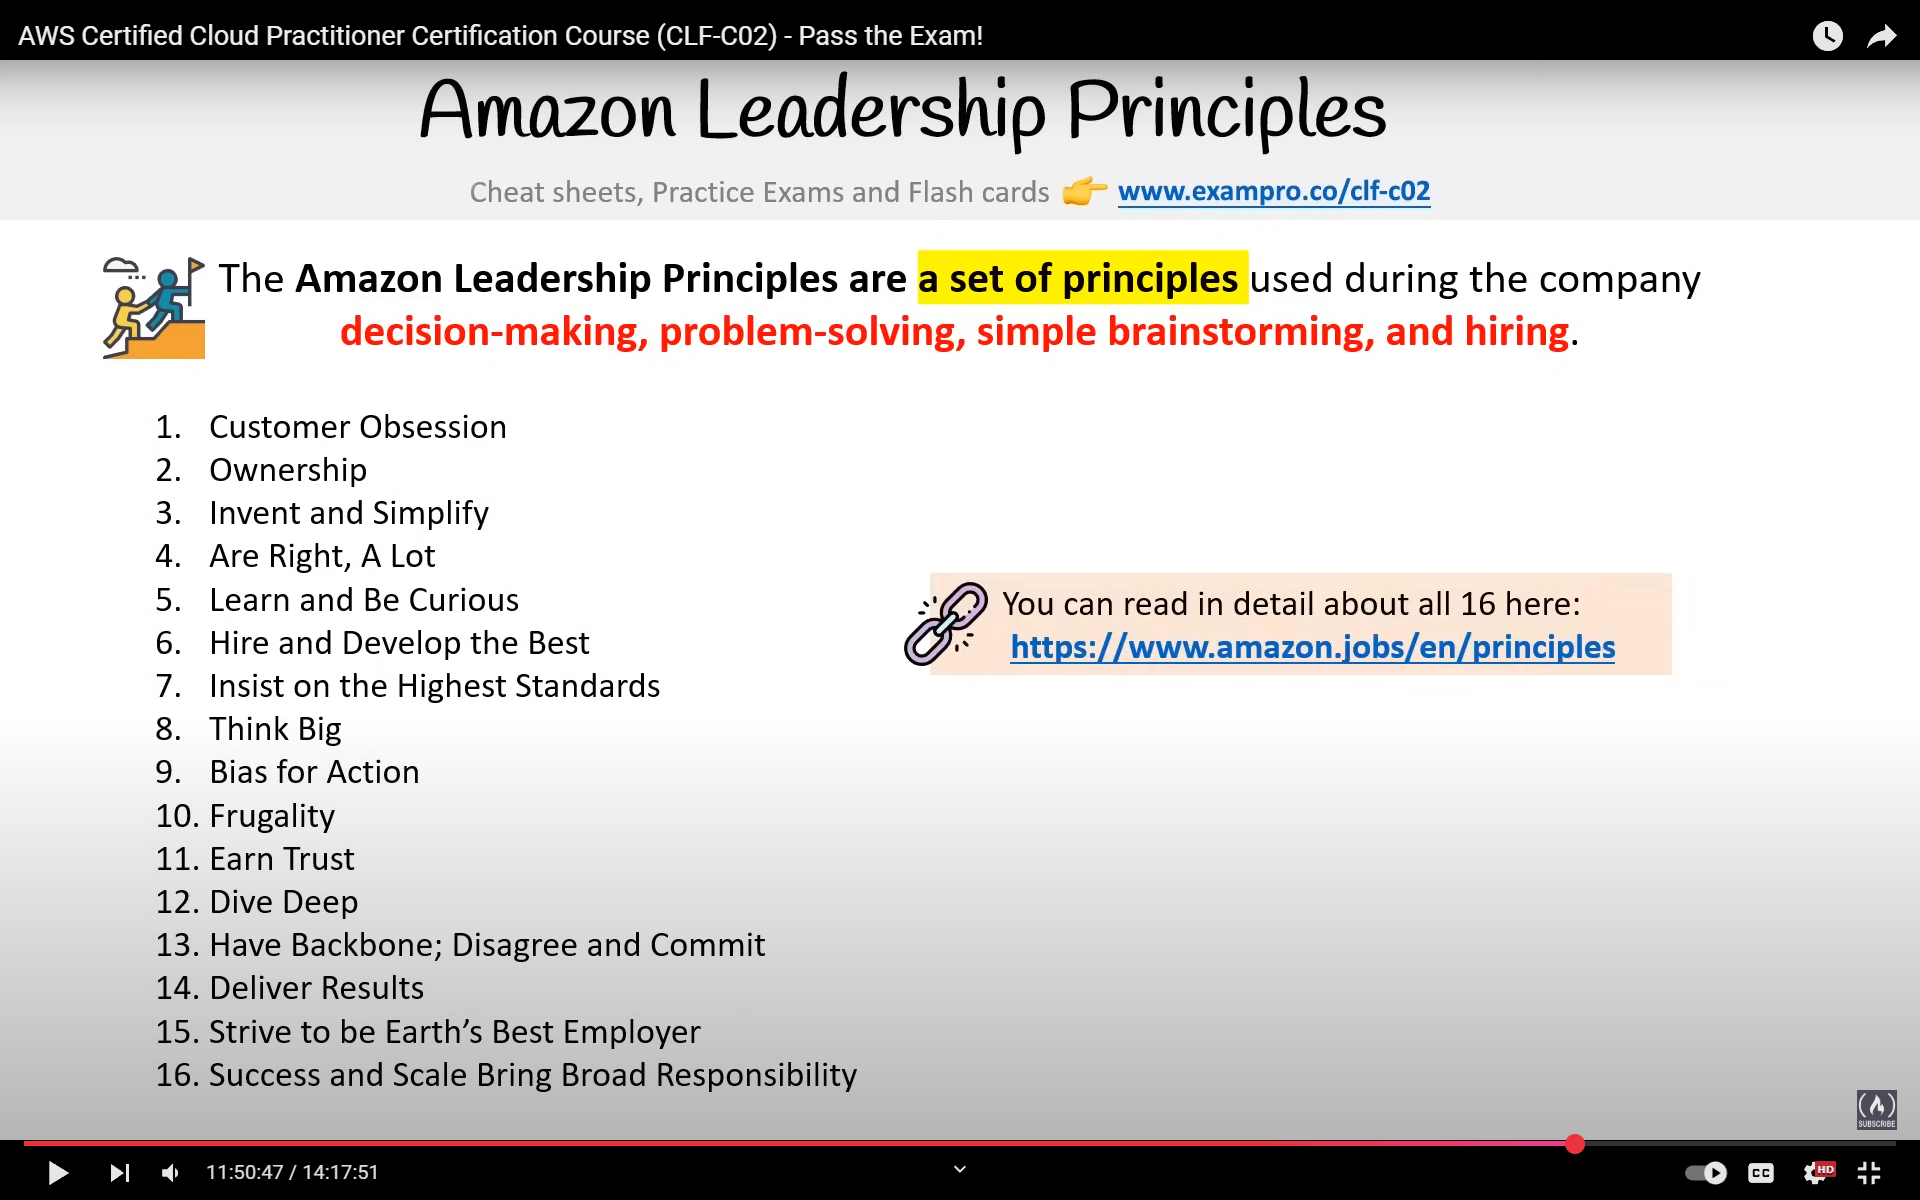 AWS Certified Cloud Practitioner Certification Course (CLF-C02) - Pass the Exam!
Amazon Leadership Principles
Cheat sheets, Practice Exams and Flash cards 👉 www.exampro.co/clf-c02
The Amazon Leadership Principles are a set of principles used during the company
decision-making, problem-solving, simple brainstorming, and hiring.
1. Customer Obsession
2. Ownership
3. Invent and Simplify
4. Are Right, A Lot
5. Learn and Be Curious
6. Hire and Develop the Best
7. Insist on the Highest Standards
8. Think Big
9. Bias for Action
10. Frugality
11. Earn Trust
12. Dive Deep
13. Have Backbone; Disagree and Commit
14. Deliver Results
15. Strive to be Earth’s Best Employer
16. Success and Scale Bring Broad Responsibility
You can read in detail about all 16 here:
https://www.amazon.jobs/en/principles
SUBSCRIBE
11:50:47 / 14:17:51
CC
HD